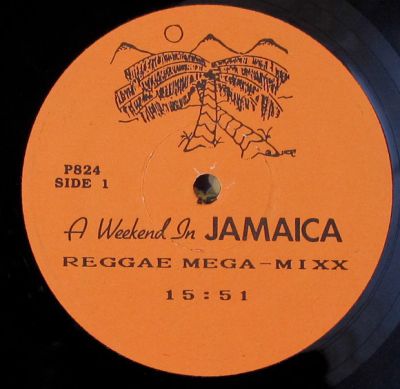 P824
SIDE 1
A Weekend In JAMAICA
REGGAE MEGA-MIXX
15:51